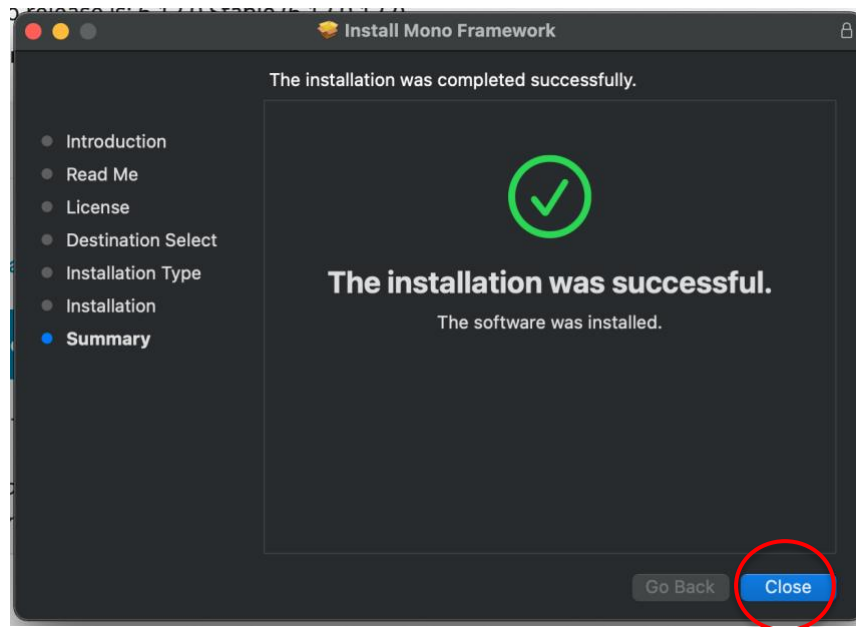 Install Mono Framework
The installation was completed successfully.
Introduction
Read Me
License
Destination Select
Installation Type
Installation
Summary
The installation was successful.
The software was installed.
Go Back
Close